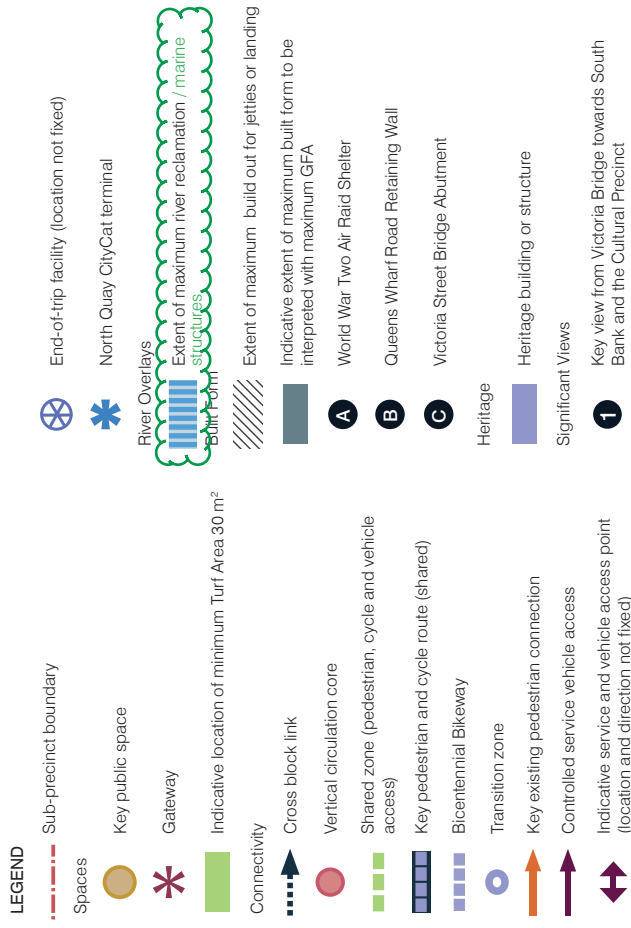 LEGEND
Sub-precinct boundary
Spaces
Key public space
Gateway
Indicative location of minimum Turf Area 30 m²
Connectivity
Cross block link
Vertical circulation core
Shared zone (pedestrian, cycle and vehicle
access)
Key pedestrian and cycle route (shared)
Bicentennial Bikeway
Transition zone
Key existing pedestrian connection
Controlled service vehicle access
Indicative service and vehicle access point
(location and direction not fixed)
End-of-trip facility (location not fixed)
North Quay CityCat terminal
River Overlays
Extent of maximum river reclamation / marine
structures
Built Form
Extent of maximum build out for jetties or landing
Indicative extent of maximum built form to be
interpreted with maximum GFA
A World War Two Air Raid Shelter
B Queens Wharf Road Retaining Wall
C Victoria Street Bridge Abutment
Heritage
Heritage building or structure
Significant Views
1 Key view from Victoria Bridge towards South
Bank and the Cultural Precinct